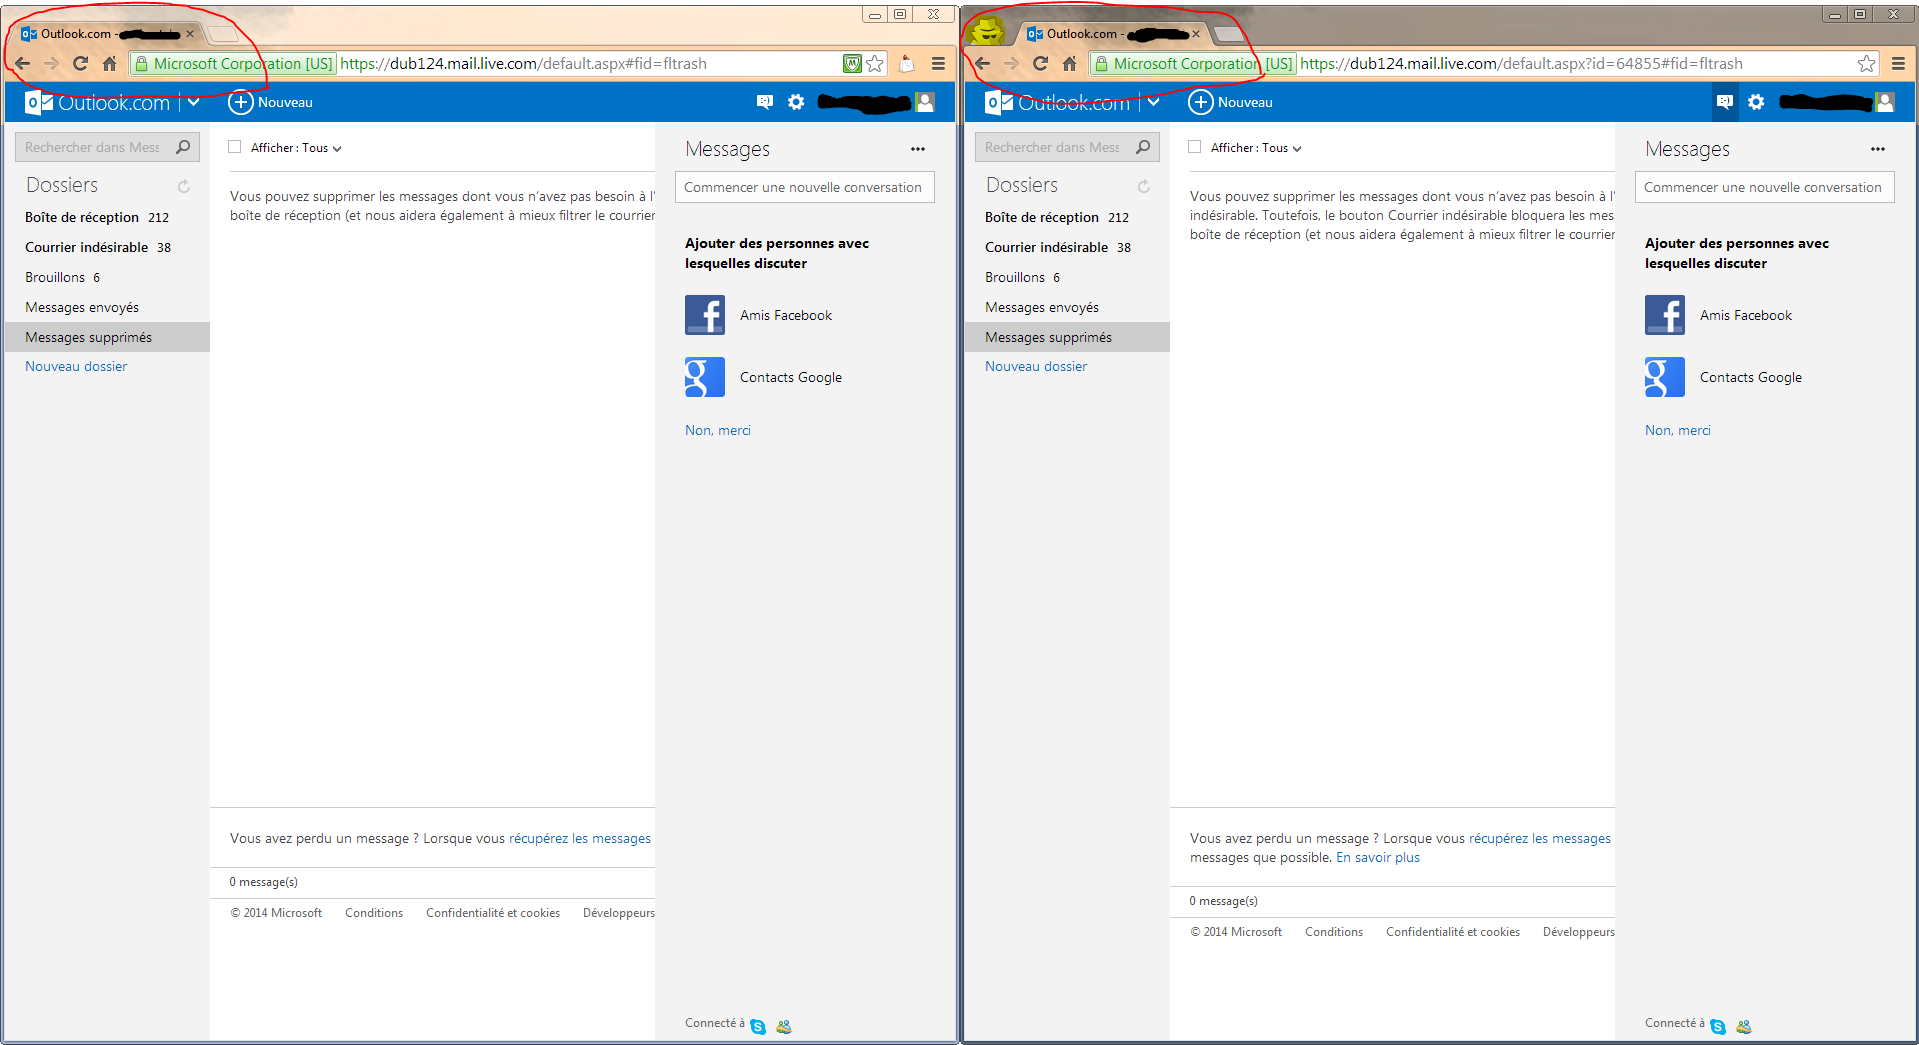 Outlook.com -
Microsoft Corporation [US] https://dub124.mail.live.com/default.aspx#fid=fltrash
Outlook.com Nouveau
Rechercher dans Mess
Dossiers
Boîte de réception 212
Courrier indésirable 38
Brouillons 6
Messages envoyés
Messages supprimés
Nouveau dossier
Afficher : Tous
Vous pouvez supprimer les messages dont vous n'avez pas besoin à l'
boîte de réception (et nous aidera également à mieux filtrer le courrier
Vous avez perdu un message ? Lorsque vous récupérez les messages
0 message(s)
© 2014 Microsoft Conditions Confidentialité et cookies Développeurs
Messages
Commencer une nouvelle conversation
Ajouter des personnes avec
lesquelles discuter
Amis Facebook
Contacts Google
Non, merci
Connecté à
Outlook.com -
Microsoft Corporation [US] https://dub124.mail.live.com/default.aspx?id=64855#fid=fltrash
Outlook.com Nouveau
Rechercher dans Mess
Dossiers
Boîte de réception 212
Courrier indésirable 38
Brouillons 6
Messages envoyés
Messages supprimés
Nouveau dossier
Afficher : Tous
Vous pouvez supprimer les messages dont vous n'avez pas besoin à l'
indésirable. Toutefois, le bouton Courrier indésirable bloquera les mes
boîte de réception (et nous aidera également à mieux filtrer le courrier
Vous avez perdu un message ? Lorsque vous récupérez les messages
messages que possible. En savoir plus
0 message(s)
© 2014 Microsoft Conditions Confidentialité et cookies Développeurs
Messages
Commencer une nouvelle conversation
Ajouter des personnes avec
lesquelles discuter
Amis Facebook
Contacts Google
Non, merci
Connecté à